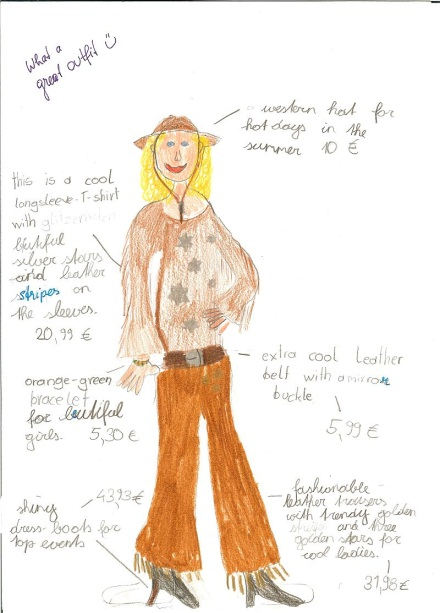 What a
great outfit
western hat for
hot days in the
summer 10 €
this is a cool
longsleeve-T-shirt
with
beutiful
silver stars
and leather
stripes on
the sleeves.
20,99 €
extra cool leather
belt with a mirror
buckle
5,99 €
orange-green
bracelet
for beutiful
girls. 5,30 €
shiny 43,93 €
dress-boots for
top events
fashionable
leather trousers
with trendy golden
and three
golden stars for
cool ladies.
31,98 €